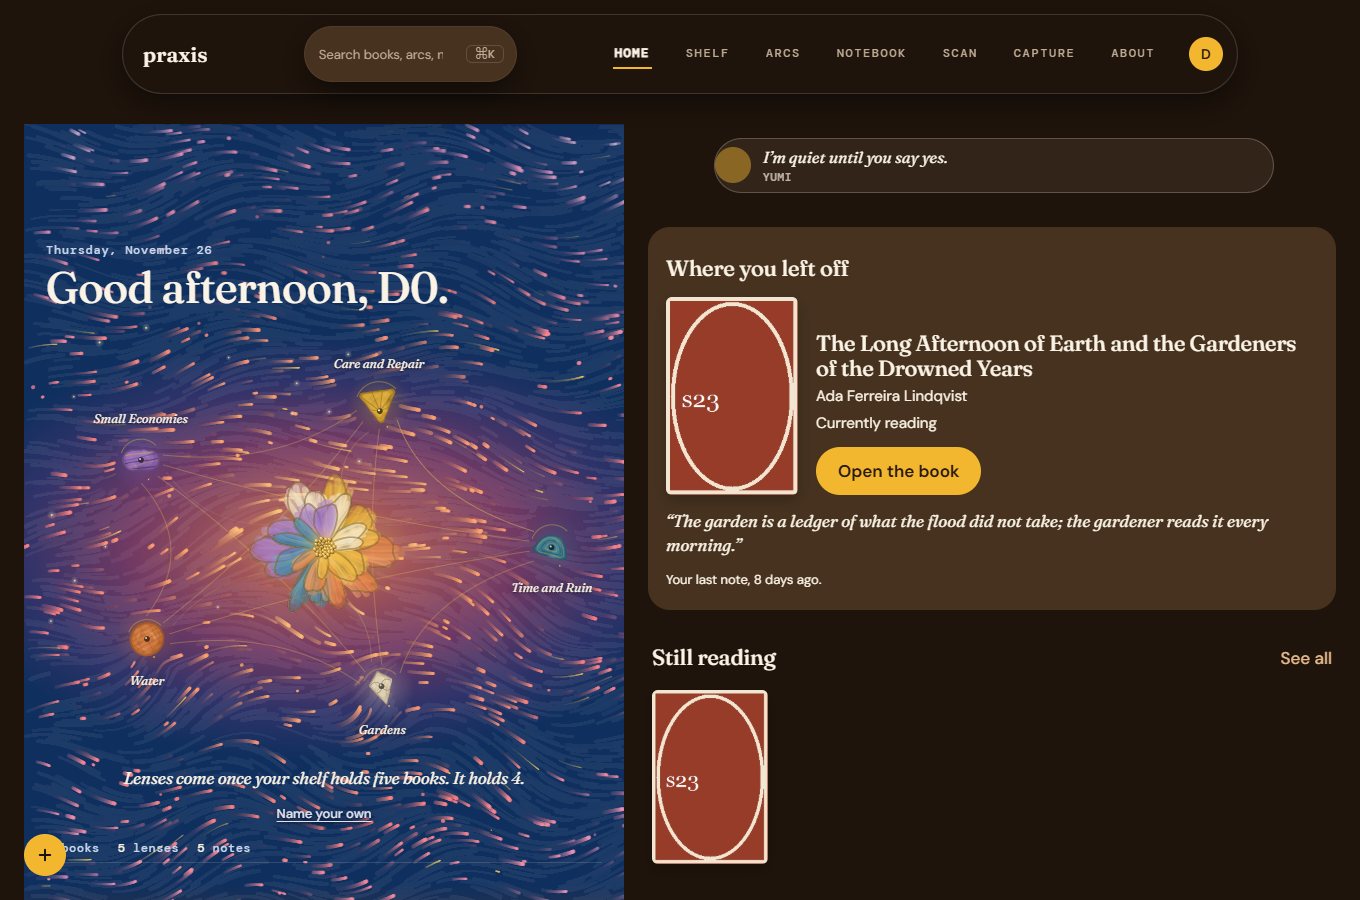 praxis
Search books, arcs, n
⌘K
HOME
SHELF
ARCS
NOTEBOOK
SCAN
CAPTURE
ABOUT
D
Thursday, November 26
Good afternoon, D0.
Care and Repair
Small Economies
Time and Ruin
Water
Gardens
Lenses come once your shelf holds five books. It holds 4.
Name your own
+
books 5 lenses 5 notes
I’m quiet until you say yes.
YUMI
Where you left off
s23
The Long Afternoon of Earth and the Gardeners
of the Drowned Years
Ada Ferreira Lindqvist
Currently reading
Open the book
“The garden is a ledger of what the flood did not take; the gardener reads it every
morning.”
Your last note, 8 days ago.
Still reading
See all
s23